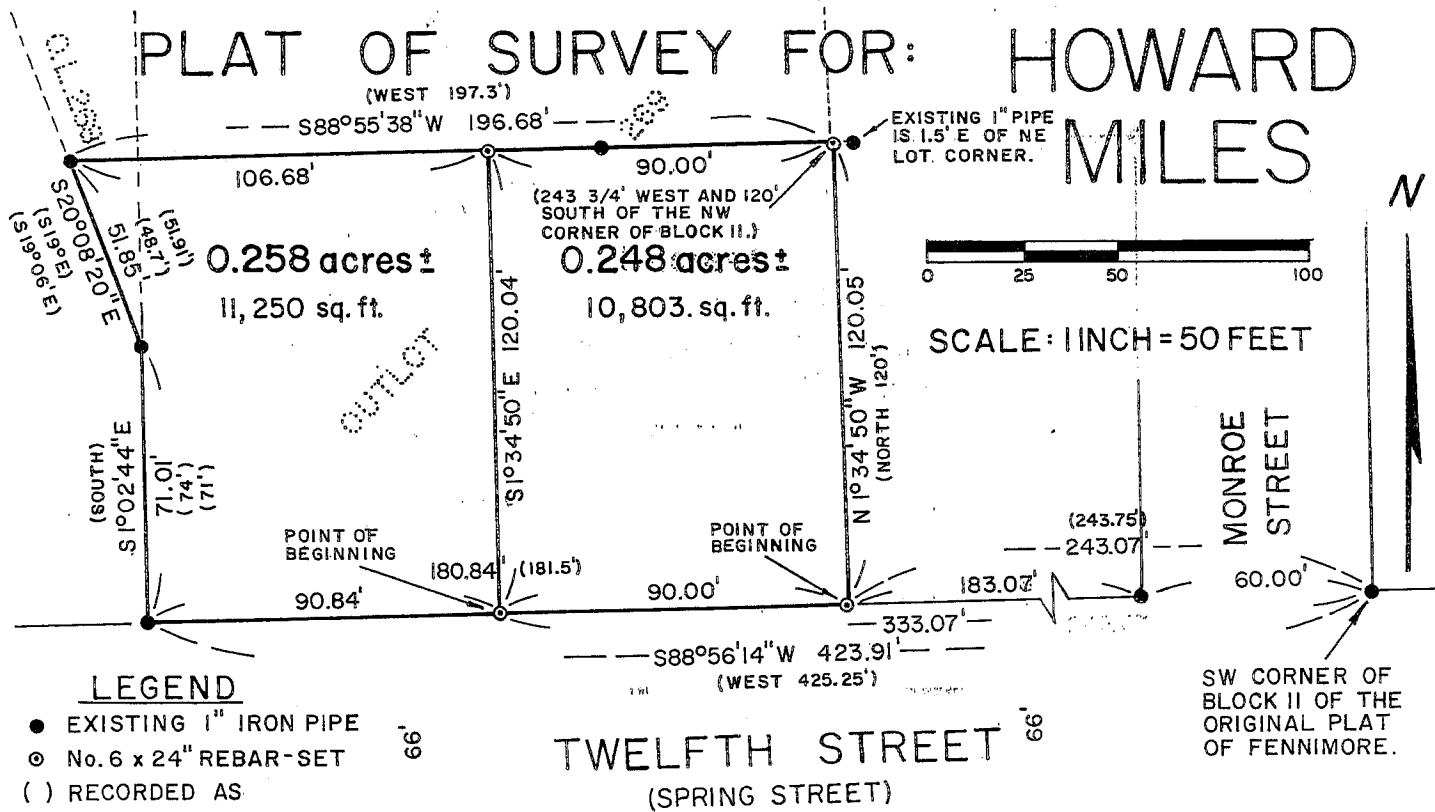 PLAT OF SURVEY FOR: HOWARD
MILES
O.L. 299
(WEST 197.3')
S88°55'38"W 196.68'
EXISTING 1" PIPE
IS 1.5' E OF NE
LOT CORNER.
106.68'
90.00'
(243 3/4' WEST AND 120'
SOUTH OF THE NW
CORNER OF BLOCK 11.)
N
S20°08'20"E
51.85'
(S19°E)
(48.7')
(S19°06'E)
(51.91')
0.258 acres±
11,250 sq.ft.
0.248 acres±
10,803 sq.ft.
0 25 50 100
SCALE: 1 INCH = 50 FEET
OUTLOT
S1°34'50"E 120.04'
N1°34'50"W 120.05'
(NORTH 120')
(SOUTH)
S1°02'44"E
71.01'
(74')
(71')
MONROE
STREET
(243.75')
243.07'
POINT OF
BEGINNING
POINT OF
BEGINNING
180.84' (181.5')
90.84'
90.00'
183.07'
60.00'
333.07'
S88°56'14"W 423.91'
(WEST 425.25')
SW CORNER OF
BLOCK 11 OF THE
ORIGINAL PLAT
OF FENNIMORE.
LEGEND
EXISTING 1" IRON PIPE
No. 6 x 24" REBAR-SET
( ) RECORDED AS
66'
66'
TWELFTH STREET
(SPRING STREET)